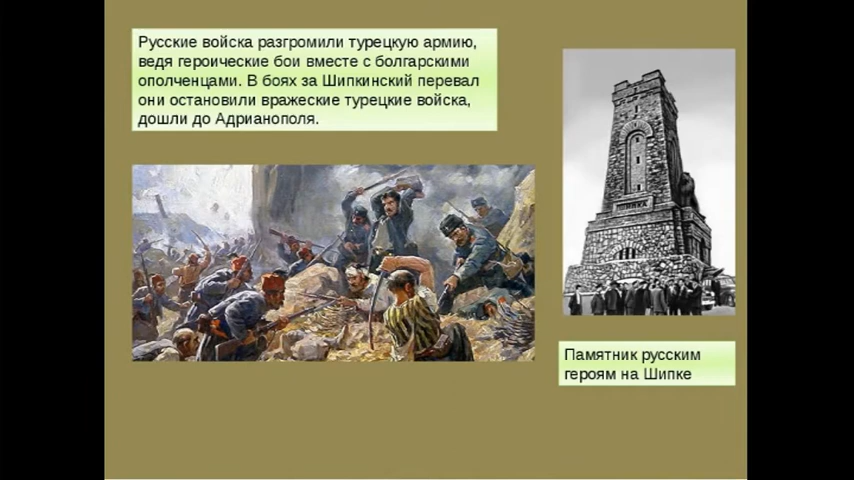 Русские войска разгромили турецкую армию,
ведя героические бои вместе с болгарскими
ополченцами. В боях за Шипкинский перевал
они остановили вражеские турецкие войска,
дошли до Адрианополя.
Памятник русским
героям на Шипке